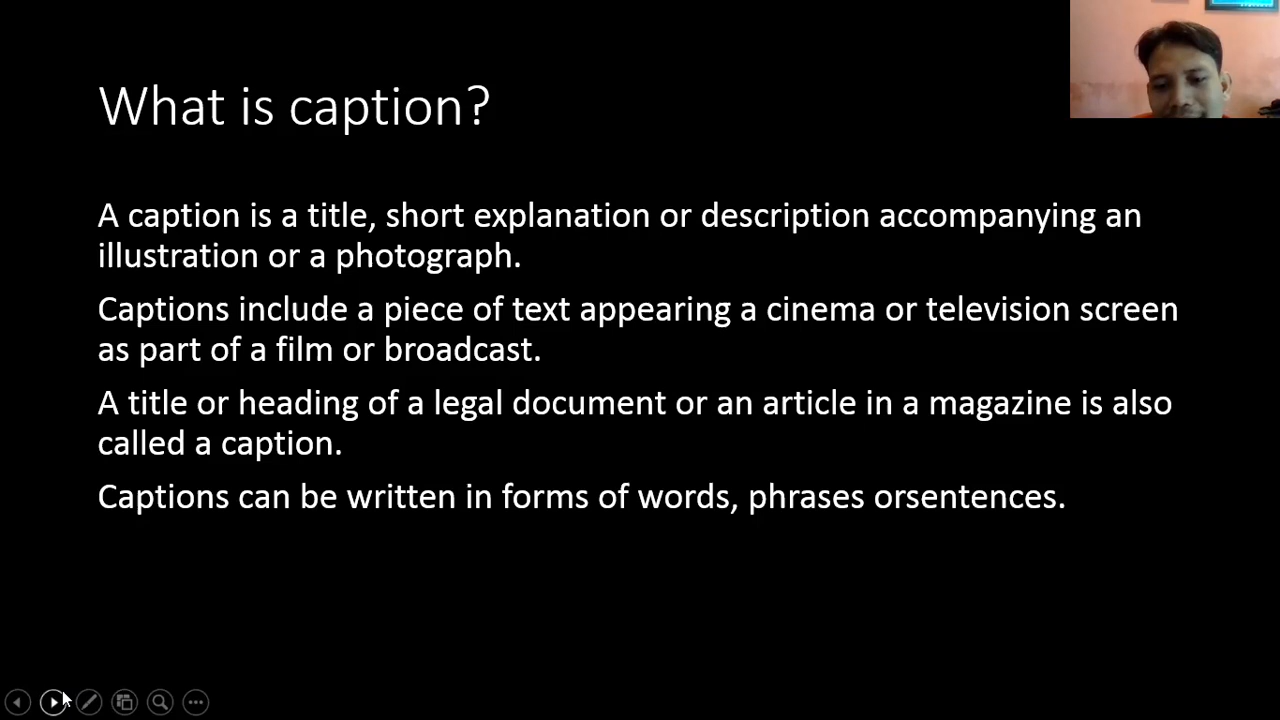 What is caption?
A caption is a title, short explanation or description accompanying an
illustration or a photograph.
Captions include a piece of text appearing a cinema or television screen
as part of a film or broadcast.
A title or heading of a legal document or an article in a magazine is also
called a caption.
Captions can be written in forms of words, phrases orsentences.